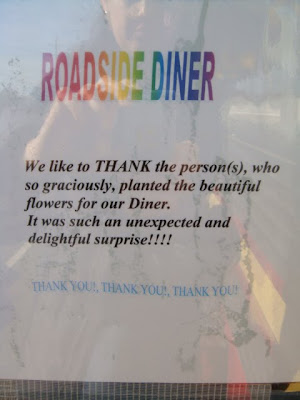 ROADSIDE DINER
We like to THANK the person(s), who
so graciously, planted the beautiful
flowers for our Diner.
It was such an unexpected and
delightful surprise!!!!
THANK YOU!, THANK YOU!, THANK YOU!